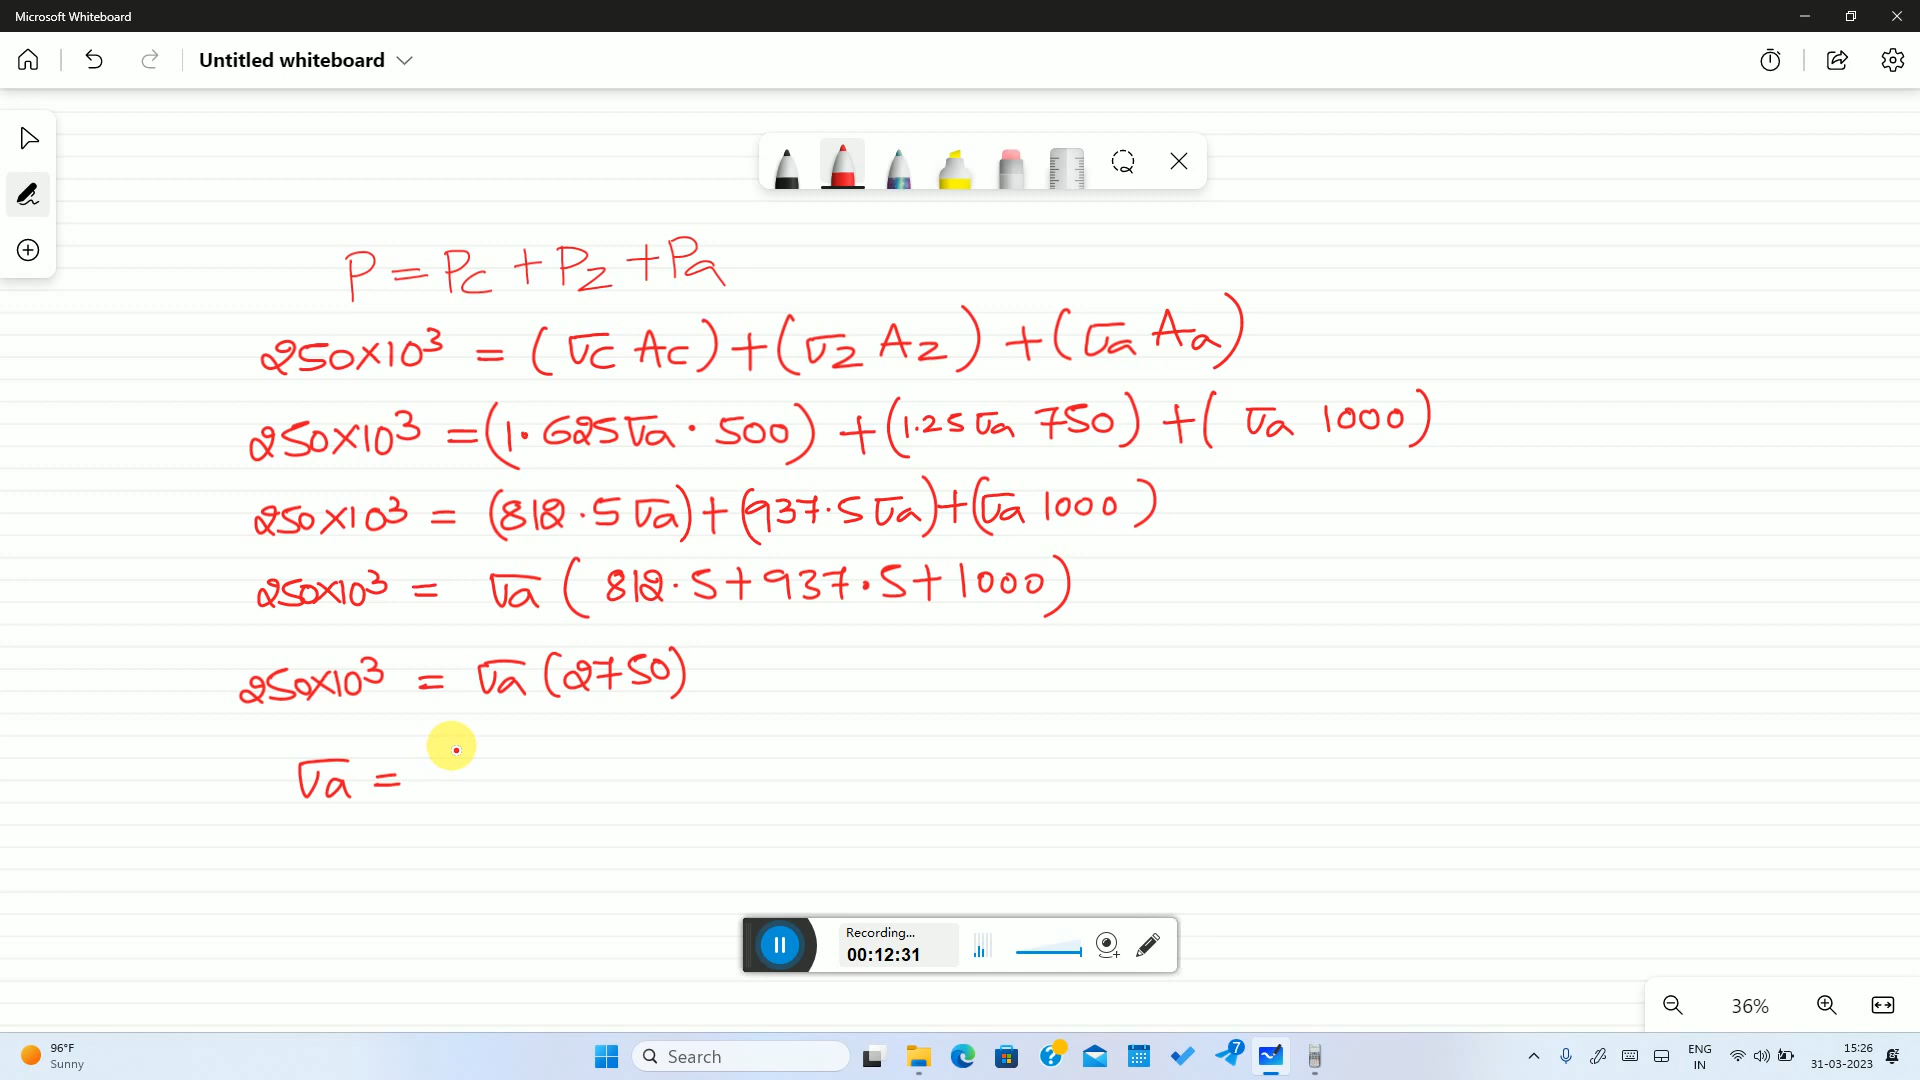 Microsoft Whiteboard
Untitled whiteboard
P = Pc + Pz + Pa
250×10³ = (σc Ac) + (σz Az) + (σa Aa)
250×10³ = (1.625σa · 500) + (1.25σa 750) + (σa 1000)
250×10³ = (812.5σa) + (937.5σa) + (σa 1000)
250×10³ = σa (812.5+937.5+1000)
250×10³ = σa (2750)
σa =
Recording...
00:12:31
36%
96°F
Sunny
Search
7
ENG
IN
15:26
31-03-2023